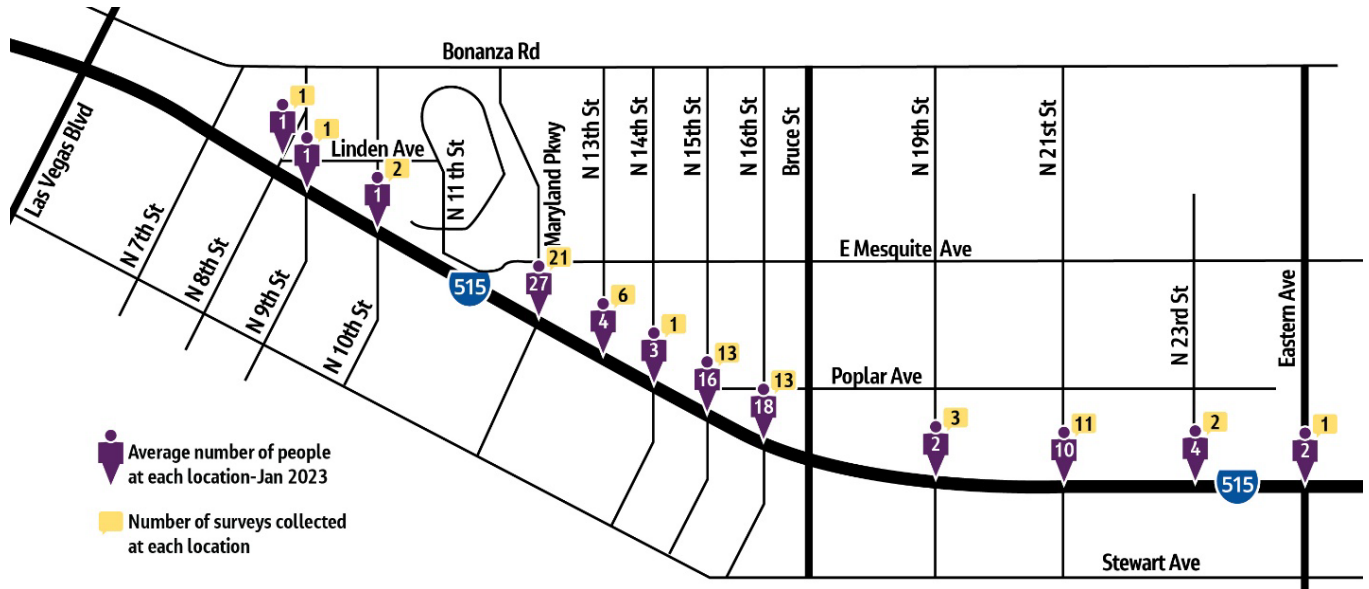 Bonanza Rd
Las Vegas Blvd
N 7th St
N 8th St
N 9th St
N 10th St
Linden Ave
N 11 th St
Maryland Pkwy
N 13th St
N 14th St
N 15th St
N 16th St
Bruce St
N 19th St
N 21st St
N 23rd St
Eastern Ave
1
1
1
1
2
1
E Mesquite Ave
21
27
6
4
1
3
13
16
13
18
3
2
11
10
2
4
1
2
515
Poplar Ave
515
Stewart Ave
Average number of people
at each location-Jan 2023
Number of surveys collected
at each location